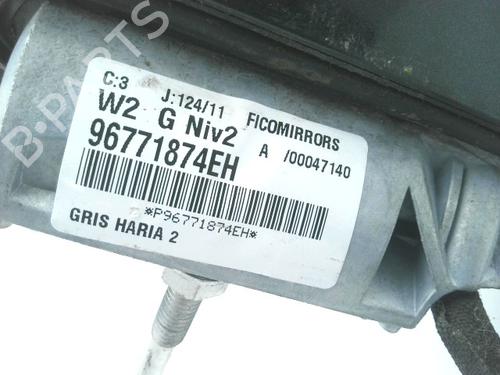 C:3 J:124/11 FICOMIRRORS
W2 G Niv2 A /00047140
96771874EH
*P96771874EH*
GRIS HARIA 2
B-PARTS